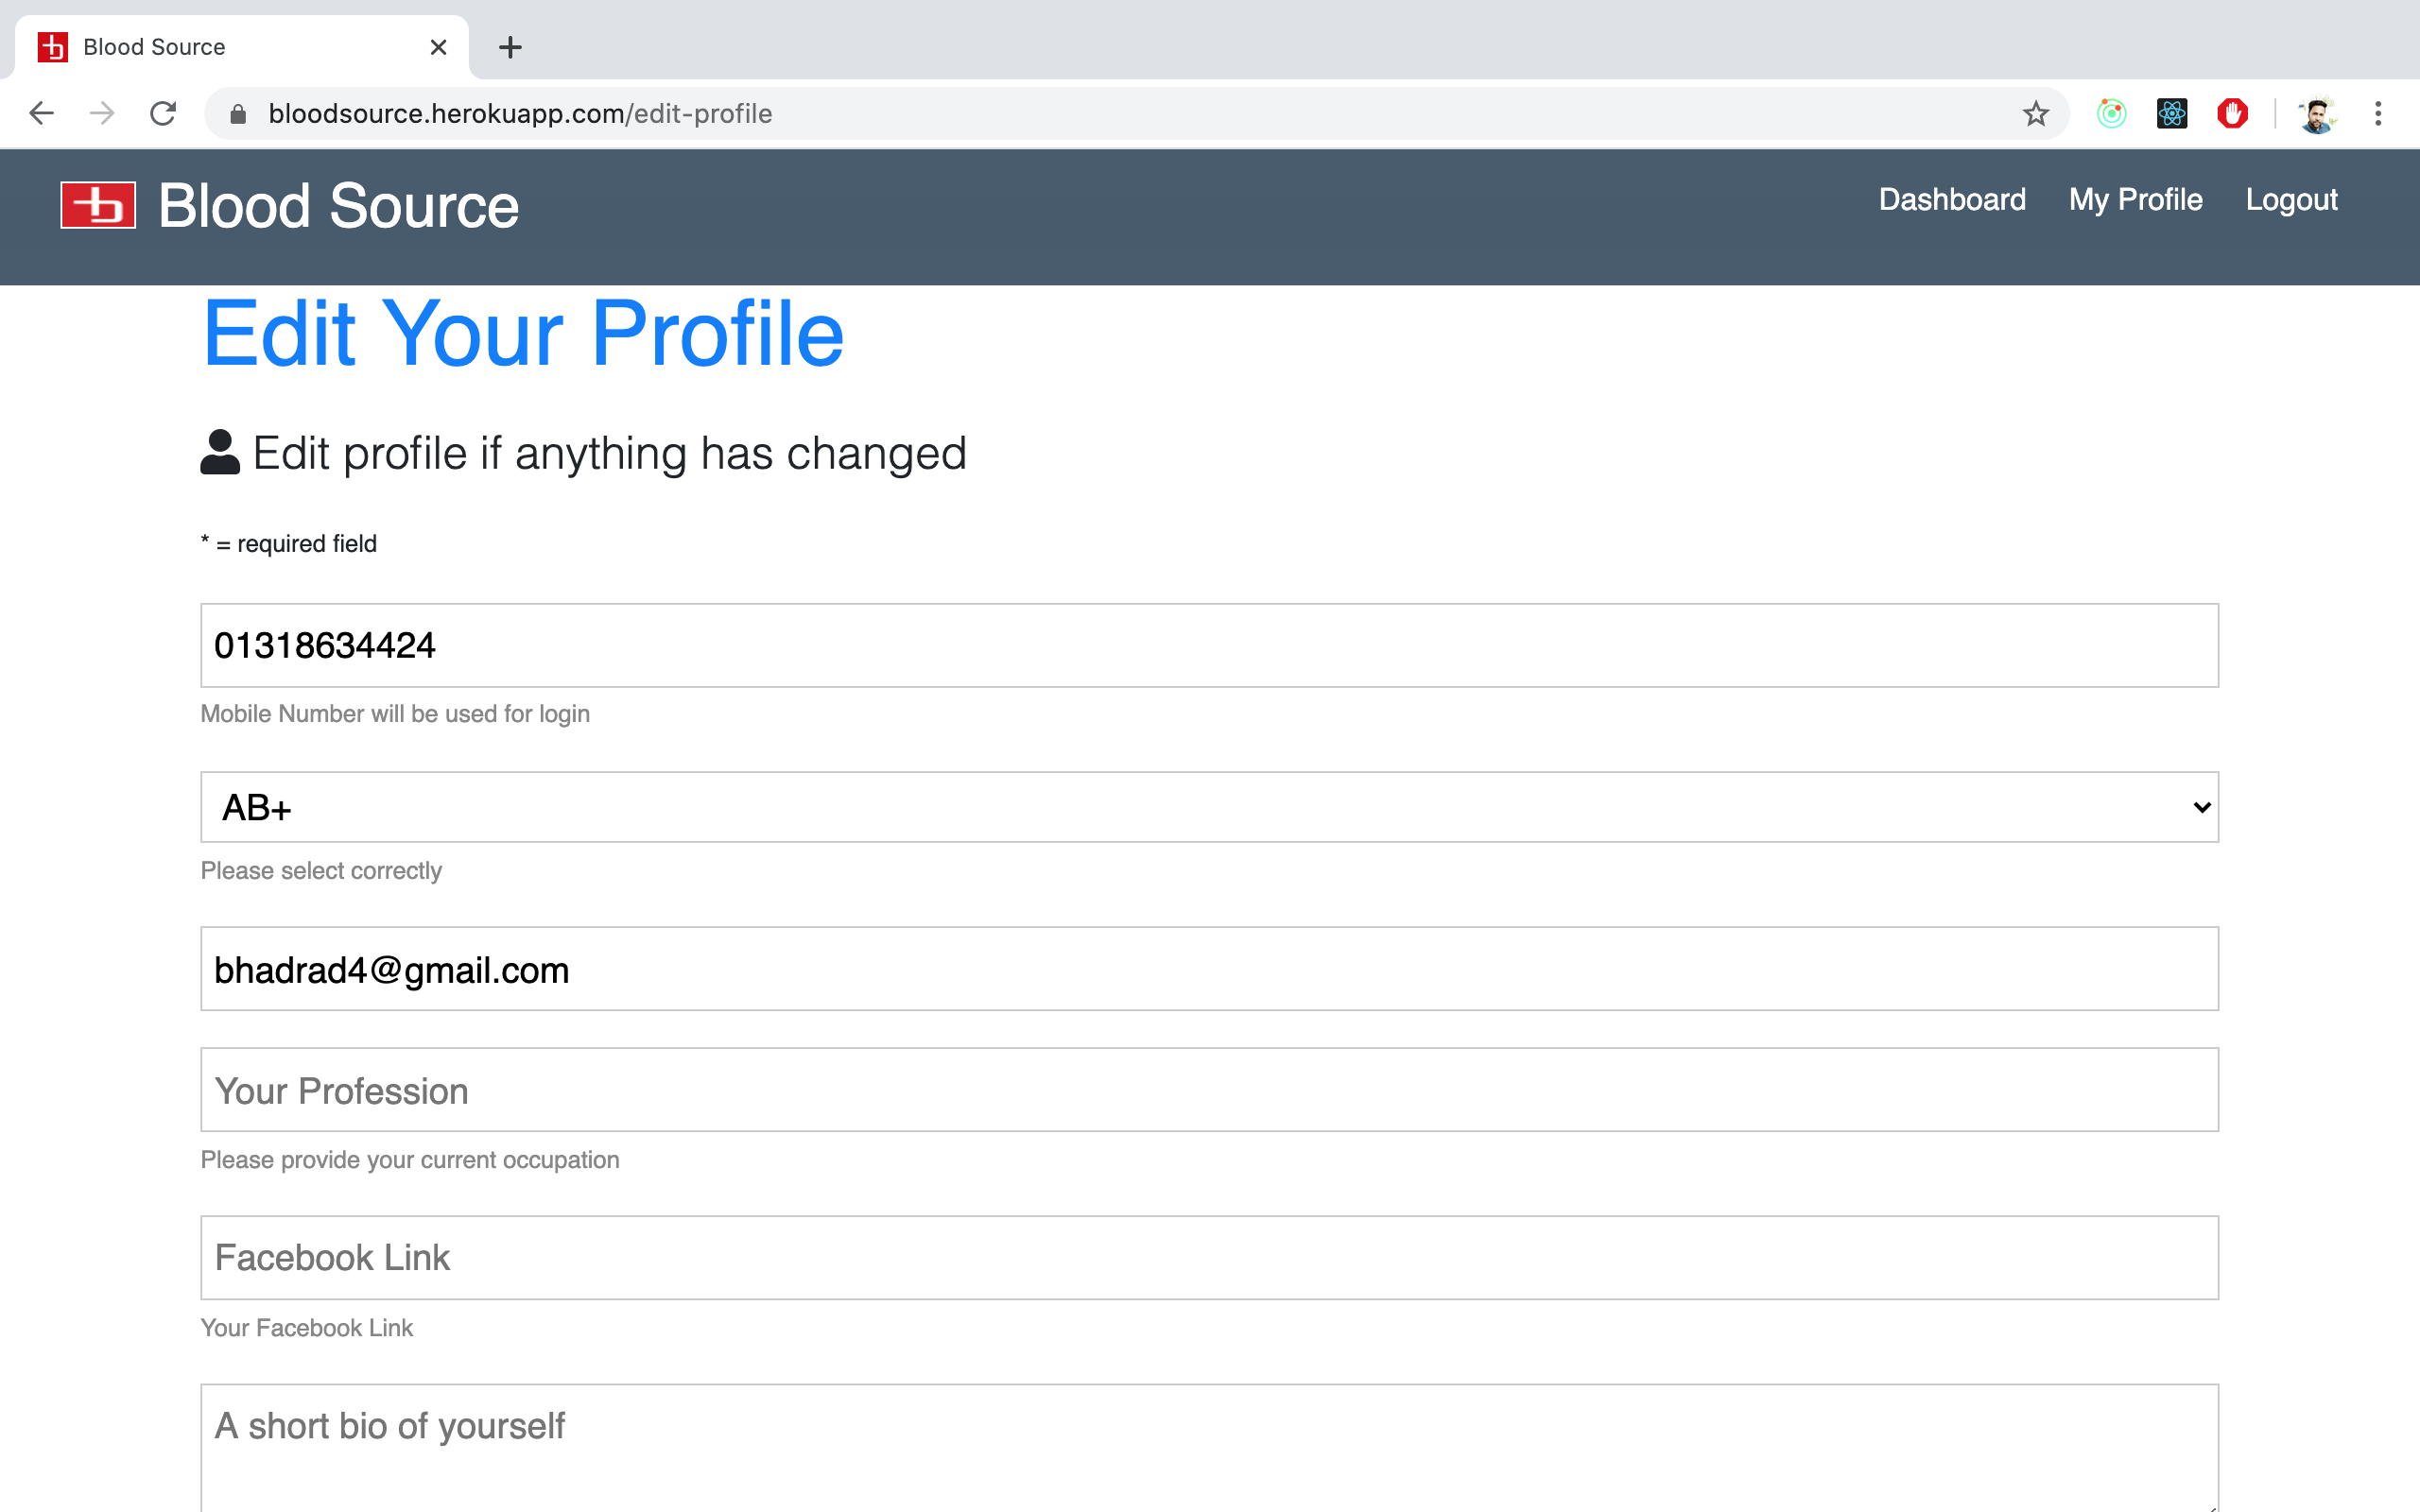 Blood Source
bloodsource.herokuapp.com/edit-profile
Blood Source
Dashboard My Profile Logout
Edit Your Profile
Edit profile if anything has changed
* = required field
01318634424
Mobile Number will be used for login
AB+
Please select correctly
bhadrad4@gmail.com
Your Profession
Please provide your current occupation
Facebook Link
Your Facebook Link
A short bio of yourself